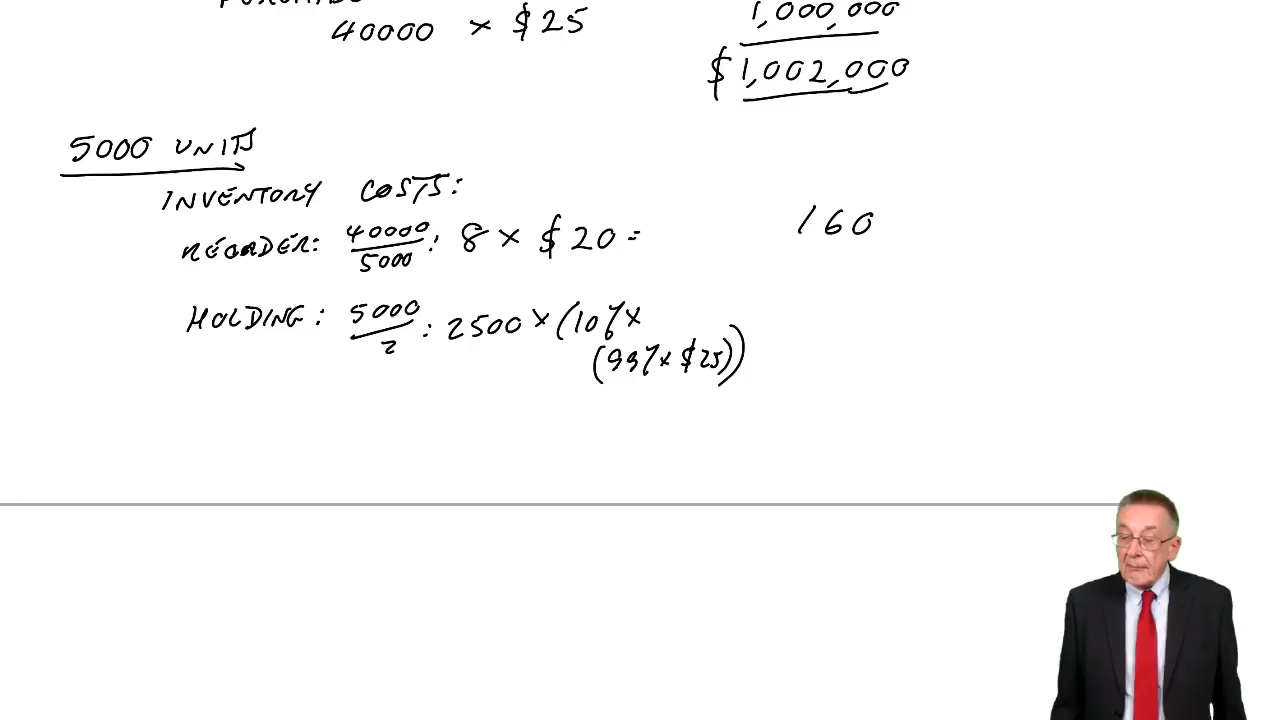 40000 × $25
1,000,000
$1,002,000
5000 UNITS
INVENTORY COSTS:
REORDER: 40000/5000 : 8 × $20 = 160
HOLDING: 5000/2 : 2500 × (10% ×
(99% × $25))